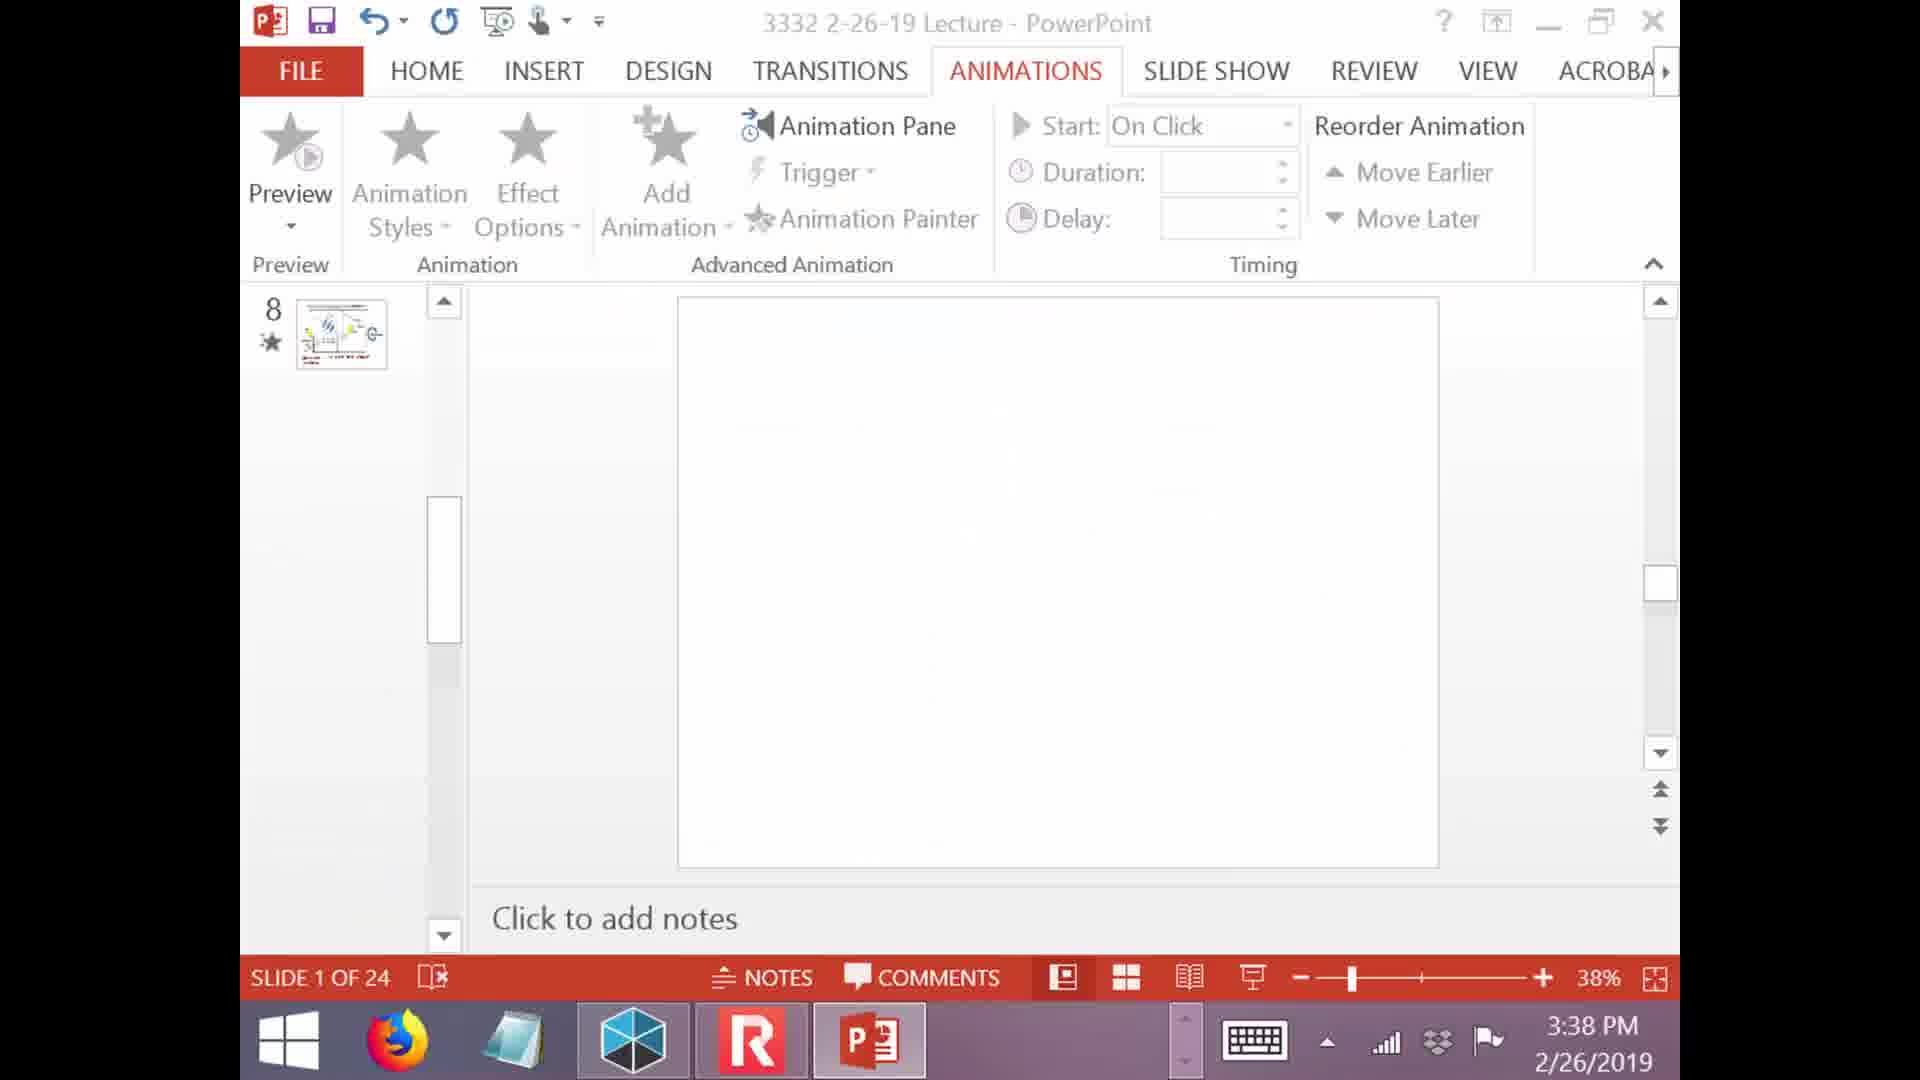 3332 2-26-19 Lecture - PowerPoint
?
FILE HOME INSERT DESIGN TRANSITIONS ANIMATIONS SLIDE SHOW REVIEW VIEW ACROBA
Preview
Animation Styles
Effect Options
Add Animation
Animation Pane
Trigger
Animation Painter
Start: On Click
Duration:
Delay:
Reorder Animation
Move Earlier
Move Later
Preview Animation Advanced Animation Timing
8
Click to add notes
SLIDE 1 OF 24 NOTES COMMENTS 38%
3:38 PM
2/26/2019